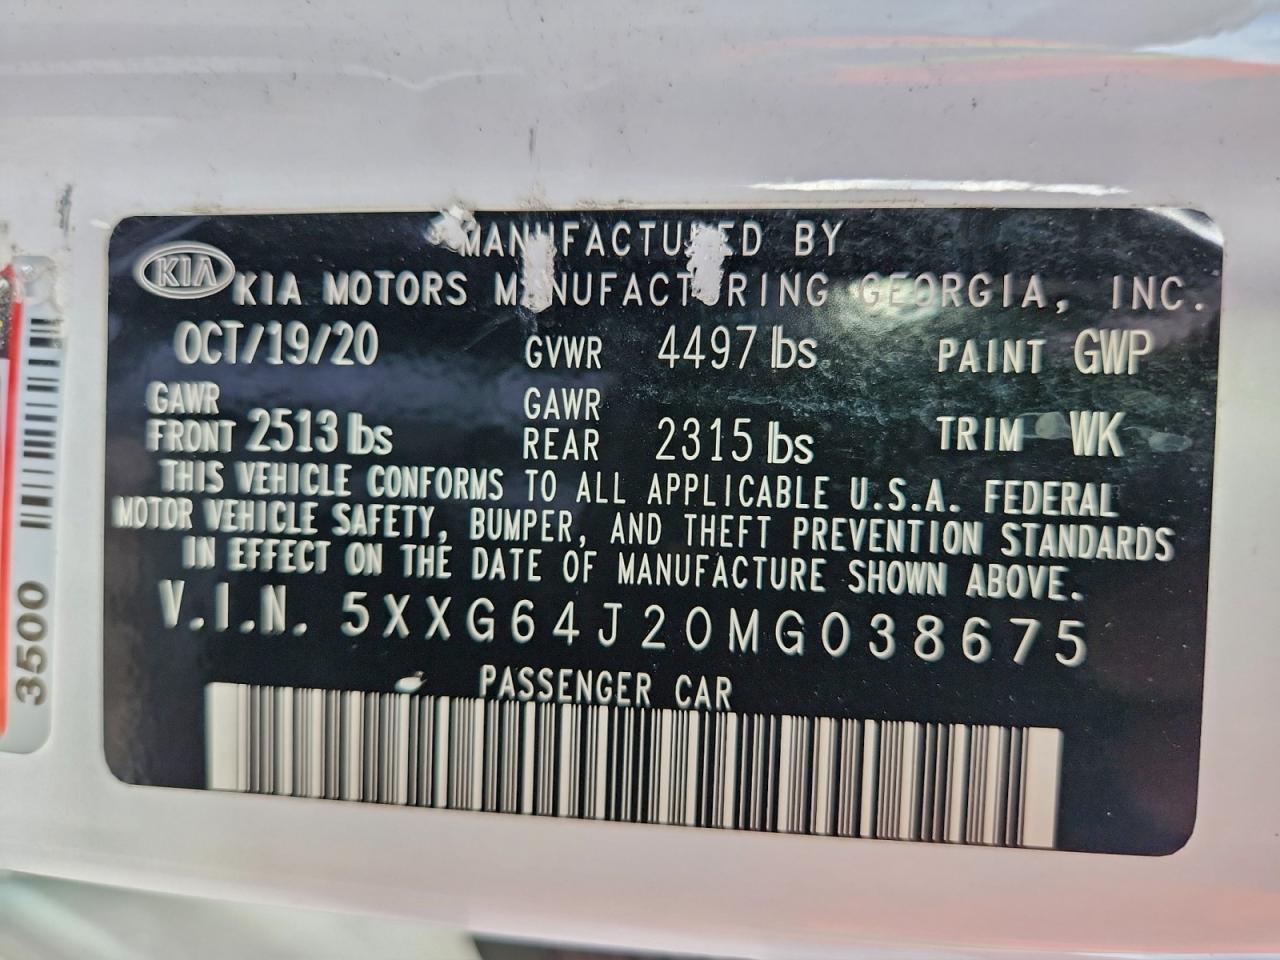 MANUFACTURED BY
KIA KIA MOTORS MANUFACTURING GEORGIA, INC.
OCT/19/20 GVWR 4497 lbs PAINT GWP
GAWR FRONT 2513 lbs GAWR REAR 2315 lbs TRIM WK
THIS VEHICLE CONFORMS TO ALL APPLICABLE U.S.A. FEDERAL
MOTOR VEHICLE SAFETY, BUMPER, AND THEFT PREVENTION STANDARDS
IN EFFECT ON THE DATE OF MANUFACTURE SHOWN ABOVE.
V.I.N. 5XXG64J20MG038675
PASSENGER CAR
3500